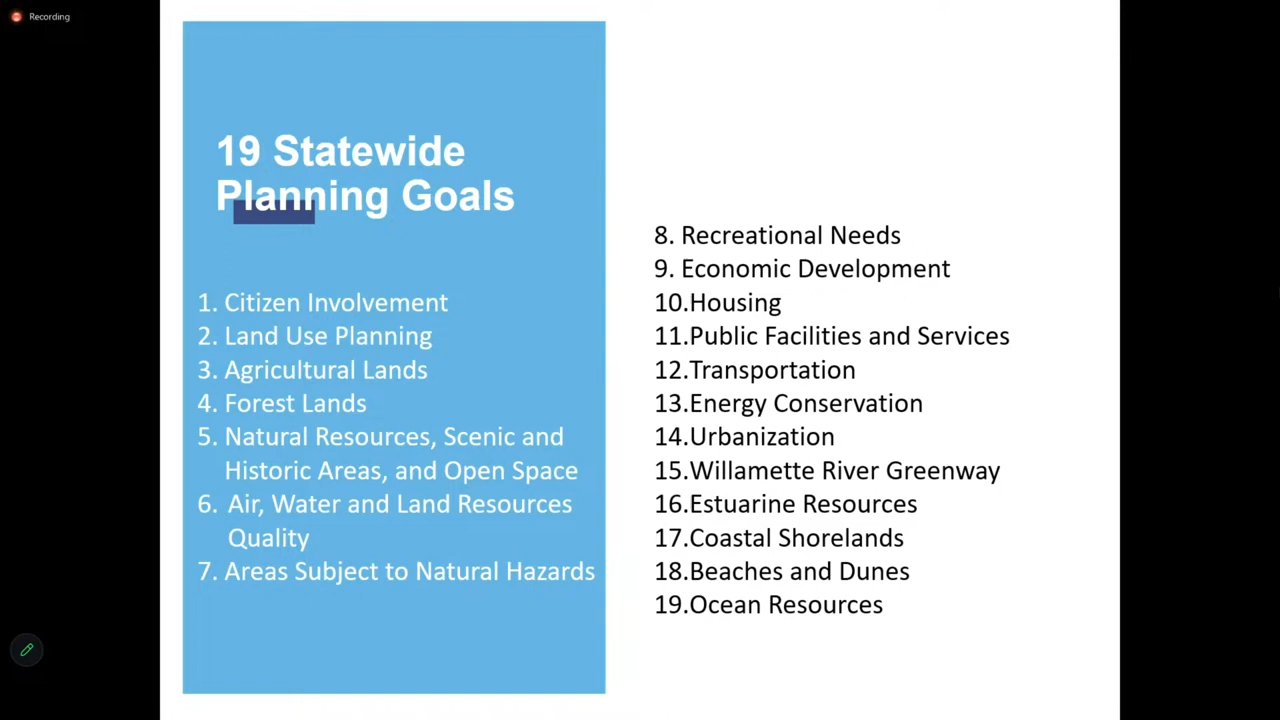 Recording
19 Statewide
Planning Goals
1. Citizen Involvement
2. Land Use Planning
3. Agricultural Lands
4. Forest Lands
5. Natural Resources, Scenic and
Historic Areas, and Open Space
6. Air, Water and Land Resources
Quality
7. Areas Subject to Natural Hazards
8. Recreational Needs
9. Economic Development
10.Housing
11.Public Facilities and Services
12.Transportation
13.Energy Conservation
14.Urbanization
15.Willamette River Greenway
16.Estuarine Resources
17.Coastal Shorelands
18.Beaches and Dunes
19.Ocean Resources